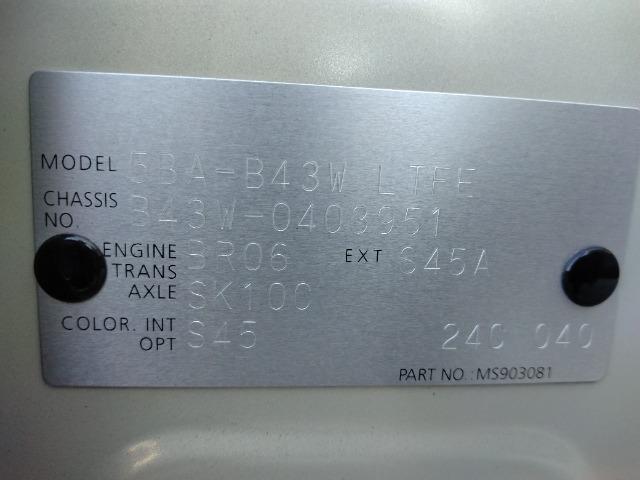 MODEL 5BA-B43W LTFE
CHASSIS NO. B43W-0403951
ENGINE BR06 EXT S45A
TRANS AXLE SK10C
COLOR. INT S45
OPT 24C 040
PART NO.: MS903081